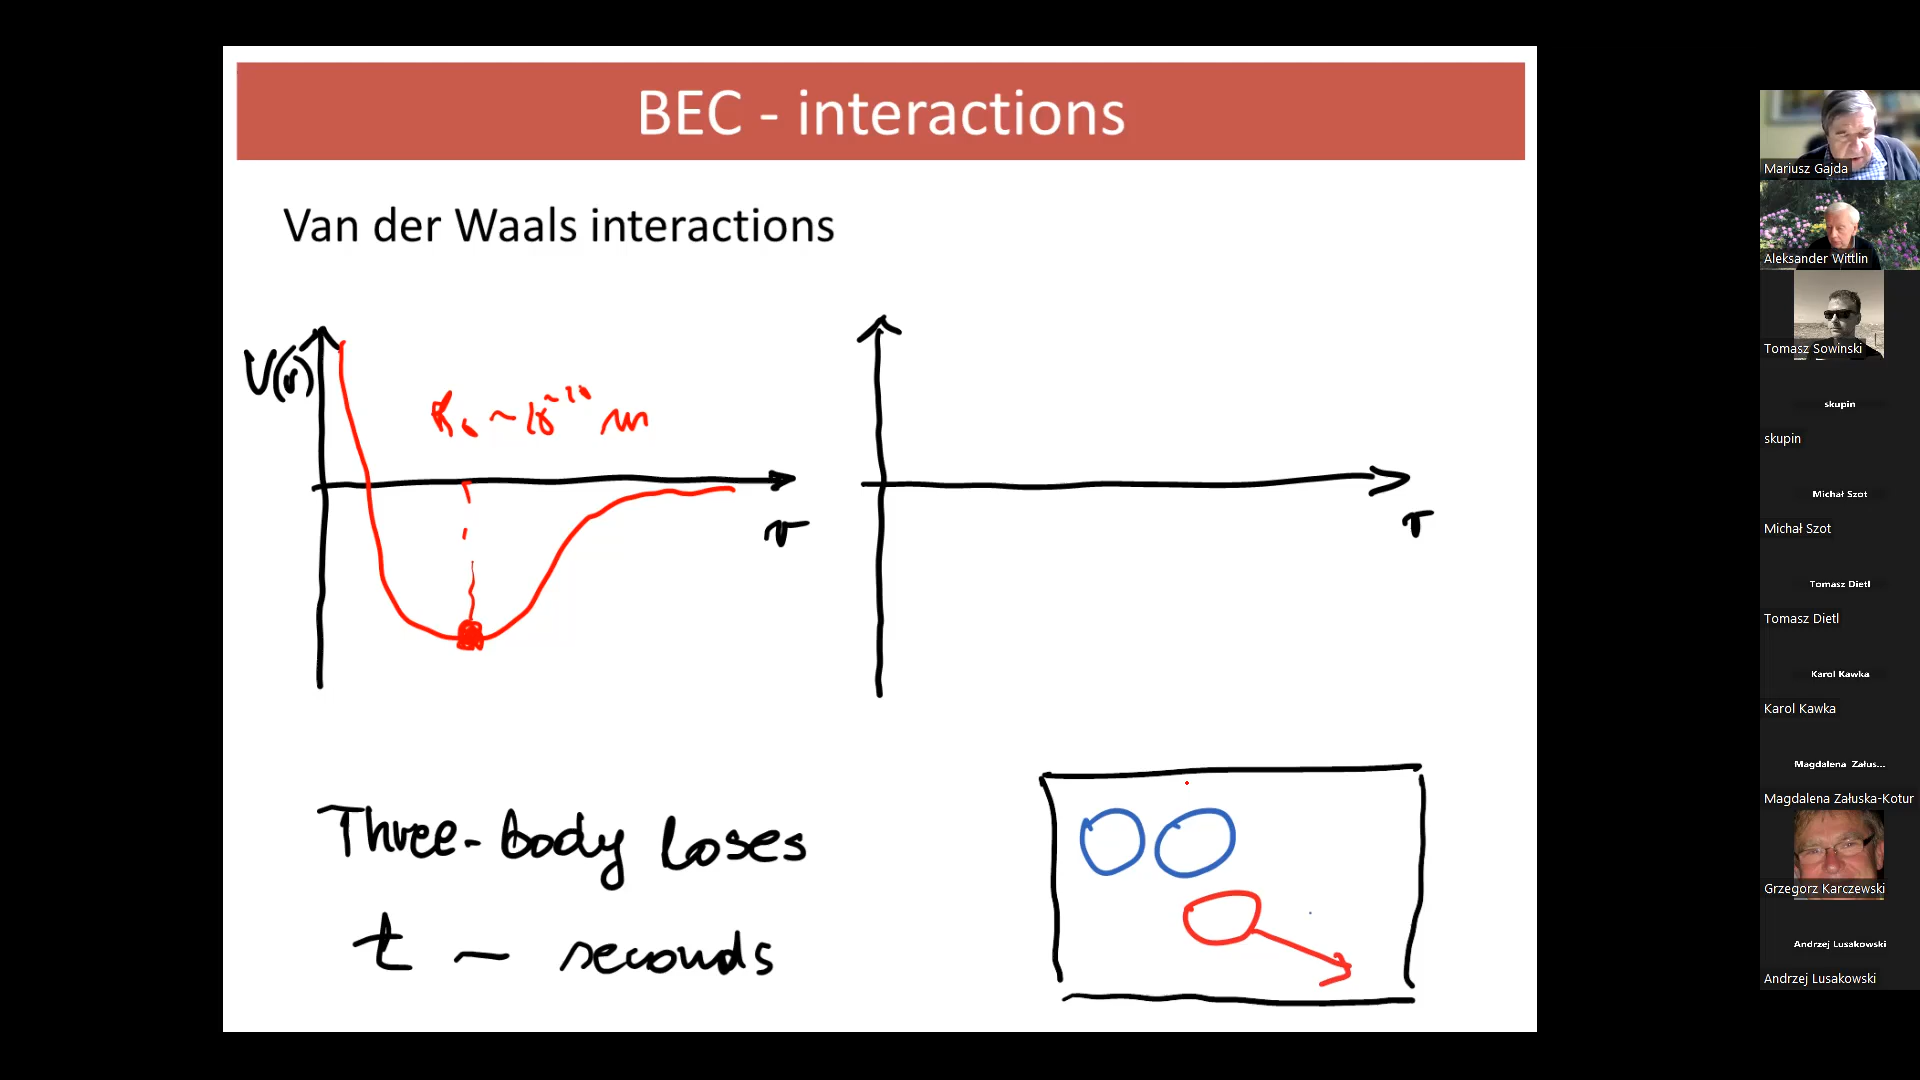 BEC - interactions
Van der Waals interactions
V(r)
R₀ ~ 10⁻¹⁰ m
r
r
Three-body loses
t ~ seconds
Mariusz Gajda
Aleksander Wittlin
Tomasz Sowinski
skupin
skupin
Michał Szot
Michał Szot
Tomasz Dietl
Tomasz Dietl
Karol Kawka
Karol Kawka
Magdalena Załus...
Magdalena Załuska-Kotur
Grzegorz Karczewski
Andrzej Lusakowski
Andrzej Lusakowski